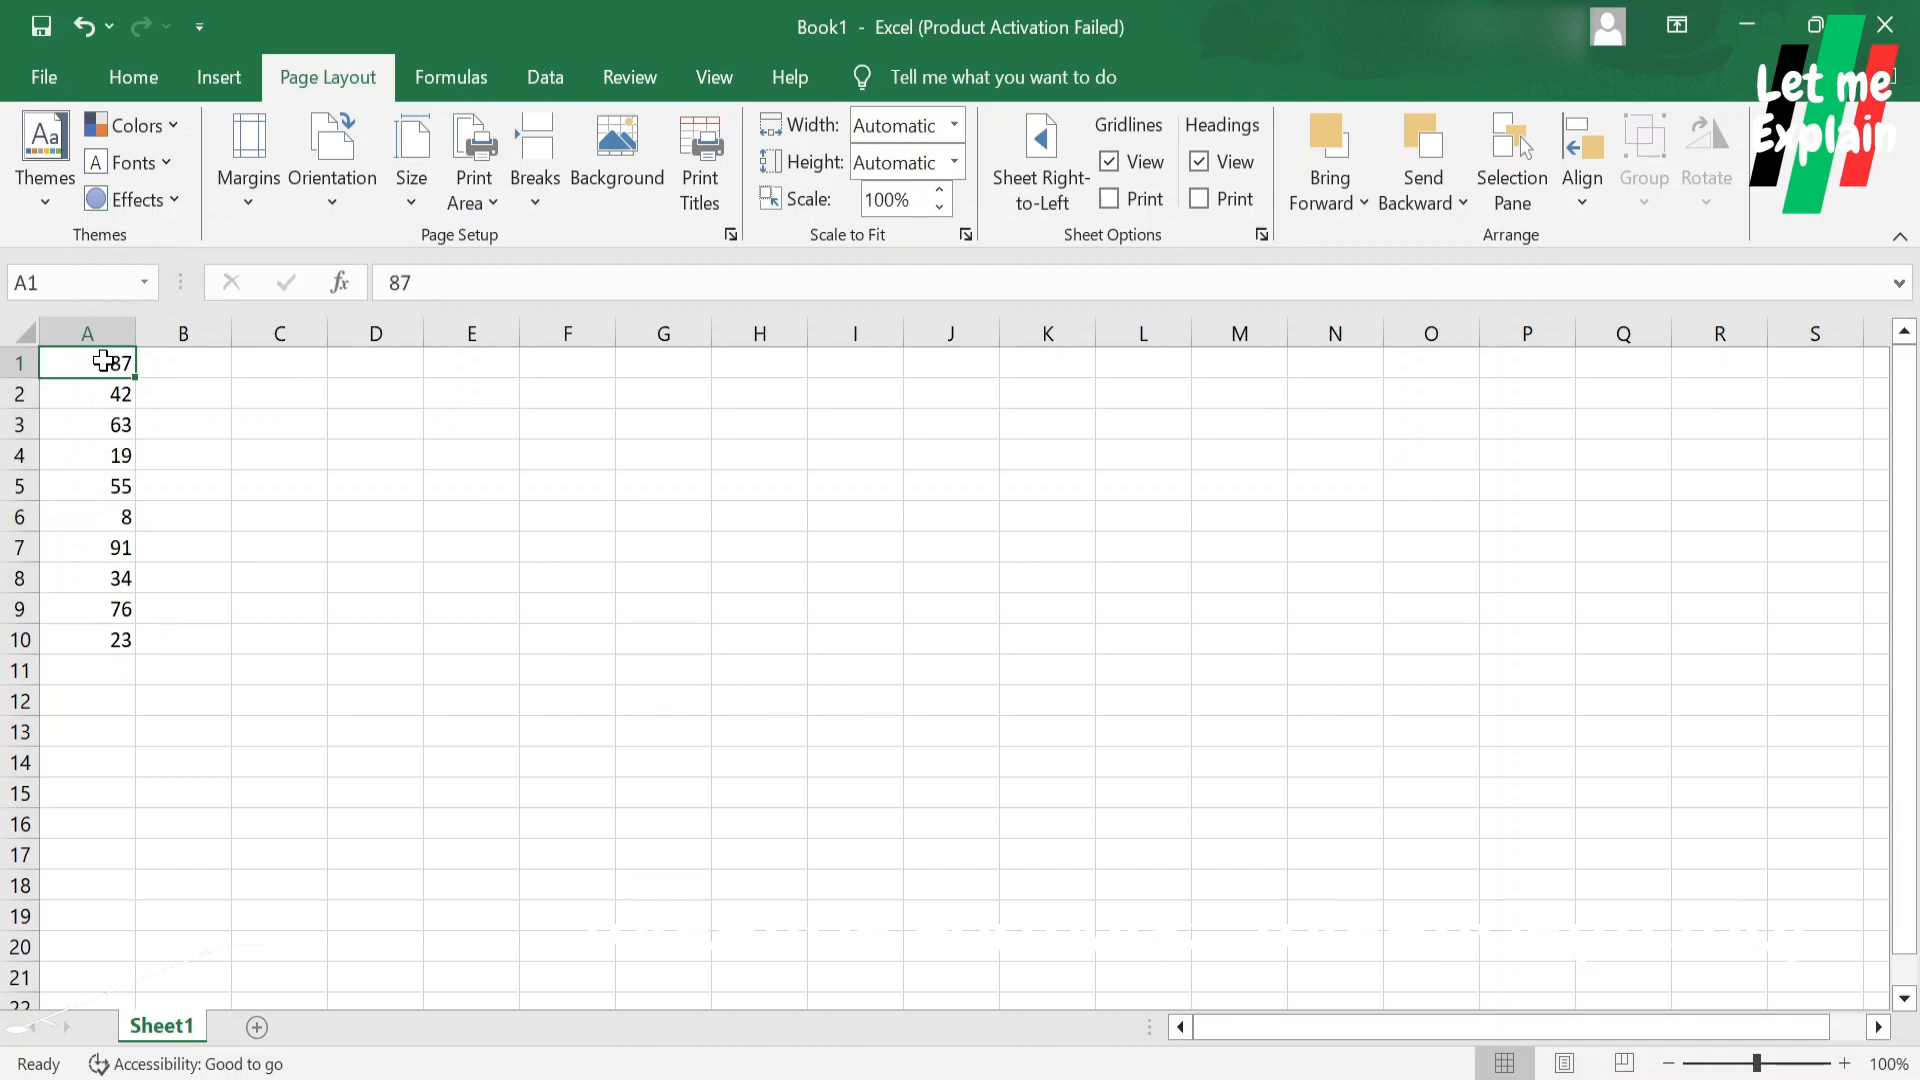 Book1 - Excel (Product Activation Failed)
File Home Insert Page Layout Formulas Data Review View Help Tell me what you want to do
Let me
Explain
Themes
Colors
Fonts
Effects
Themes
Margins
Orientation
Size
Print
Area
Breaks
Background
Print
Titles
Page Setup
Width: Automatic
Height: Automatic
Scale: 100%
Scale to Fit
Sheet Right-
to-Left
Gridlines
View
Print
Headings
View
Print
Sheet Options
Bring
Forward
Send
Backward
Selection
Pane
Align
Group
Rotate
Arrange
A1 fx 87
A B C D E F G H I J K L M N O P Q R S
1 87
2 42
3 63
4 19
5 55
6 8
7 91
8 34
9 76
10 23
11
12
13
14
15
16
17
18
19
20
21
22
Sheet1
Ready Accessibility: Good to go 100%